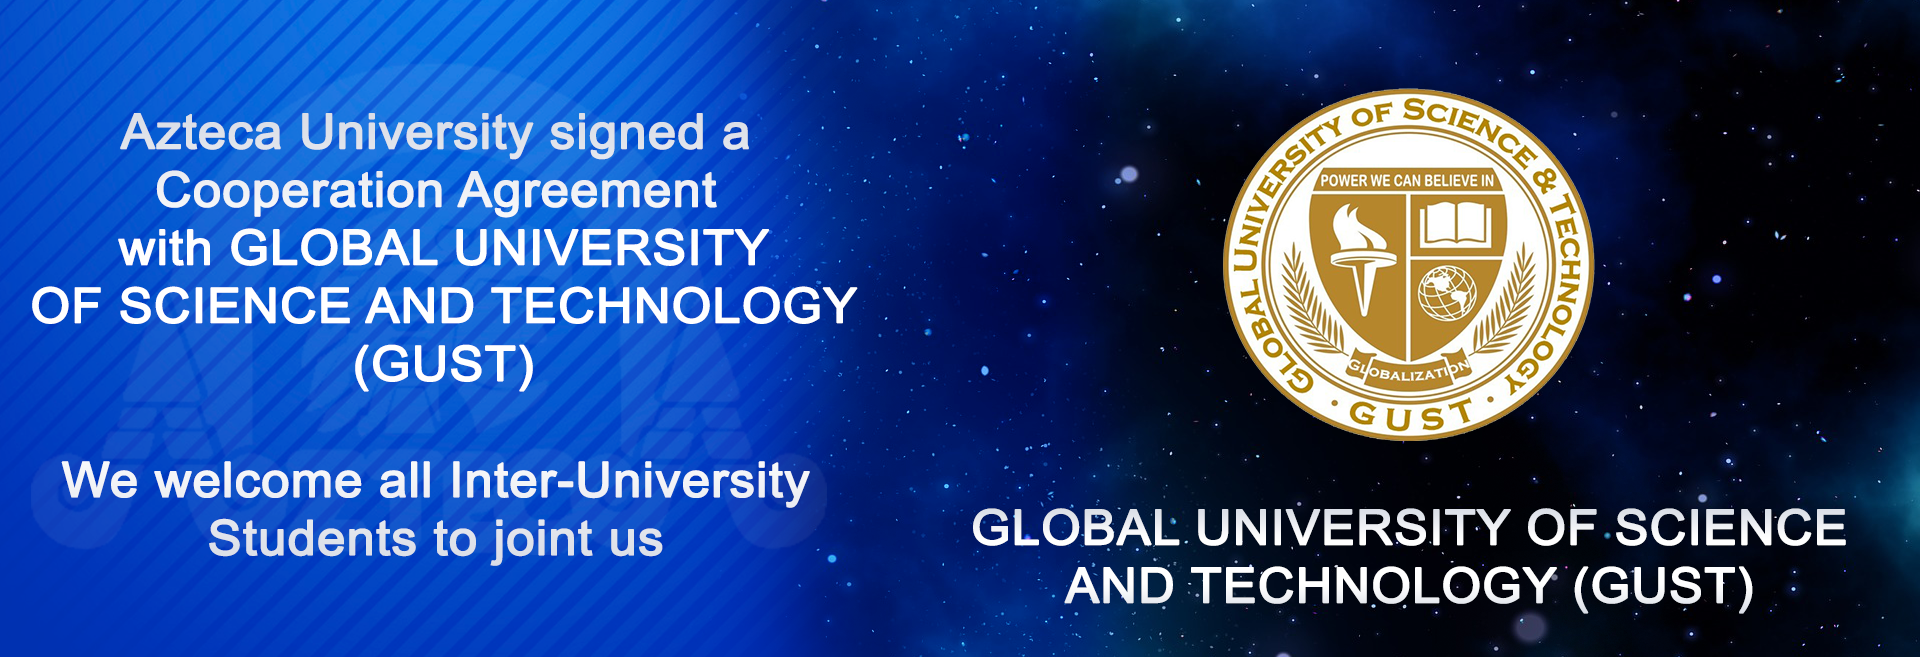 Azteca University signed a
Cooperation Agreement
with GLOBAL UNIVERSITY
OF SCIENCE AND TECHNOLOGY
(GUST)
We welcome all Inter-University
Students to joint us
GLOBAL UNIVERSITY OF SCIENCE & TECHNOLOGY
POWER WE CAN BELIEVE IN
GLOBALIZATION
· GUST ·
GLOBAL UNIVERSITY OF SCIENCE
AND TECHNOLOGY (GUST)